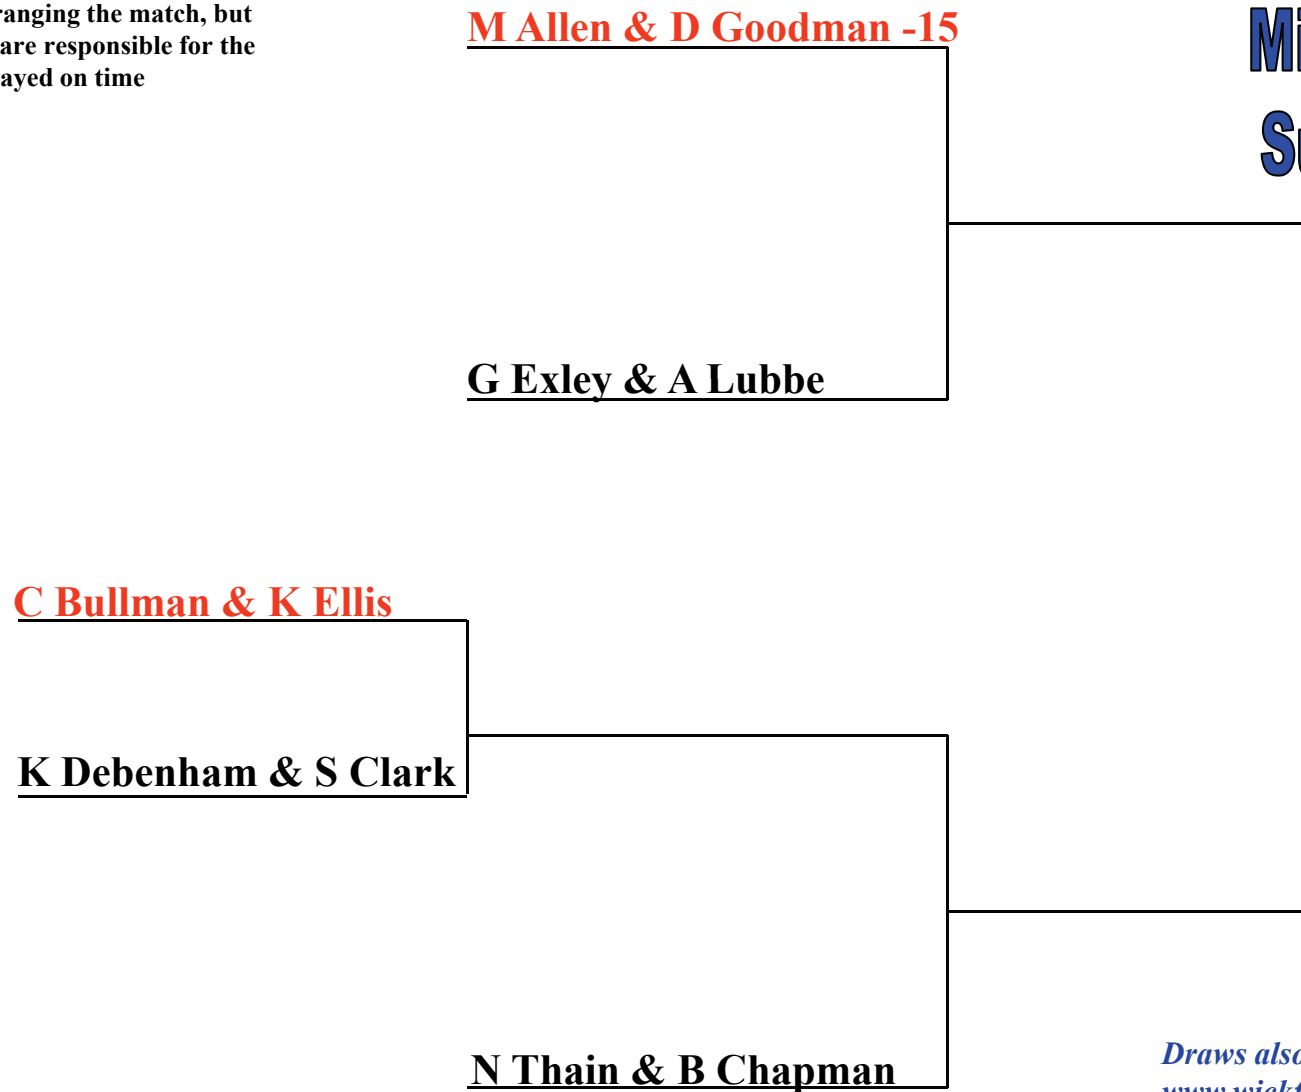 ranging the match, but
are responsible for the
ayed on time
M Allen & D Goodman -15
G Exley & A Lubbe
C Bullman & K Ellis
K Debenham & S Clark
N Thain & B Chapman
Draws also